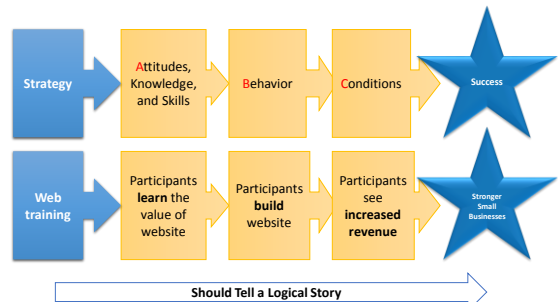 Strategy
Attitudes,
Knowledge,
and Skills
Behavior
Conditions
Success
Web
training
Participants
learn the
value of
website
Participants
build
website
Participants
see
increased
revenue
Stronger
Small
Businesses
Should Tell a Logical Story